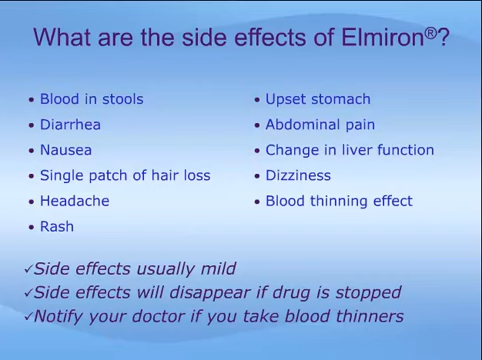 What are the side effects of Elmiron®?
• Blood in stools
• Diarrhea
• Nausea
• Single patch of hair loss
• Headache
• Rash
• Upset stomach
• Abdominal pain
• Change in liver function
• Dizziness
• Blood thinning effect
✓Side effects usually mild
✓Side effects will disappear if drug is stopped
✓Notify your doctor if you take blood thinners